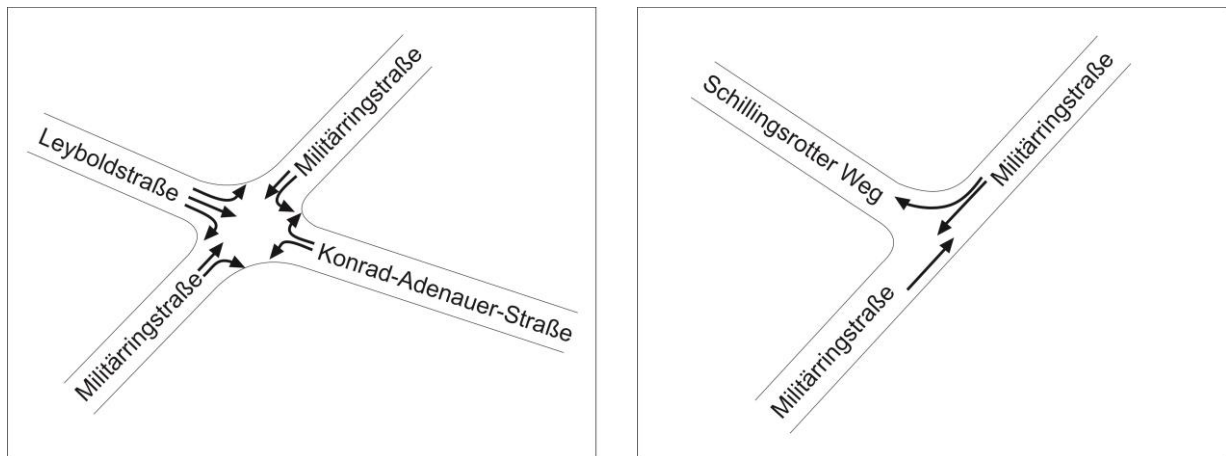 Leyboldstraße
Militärringstraße
Militärringstraße
Konrad-Adenauer-Straße
Schillingsrotter Weg
Militärringstraße
Militärringstraße